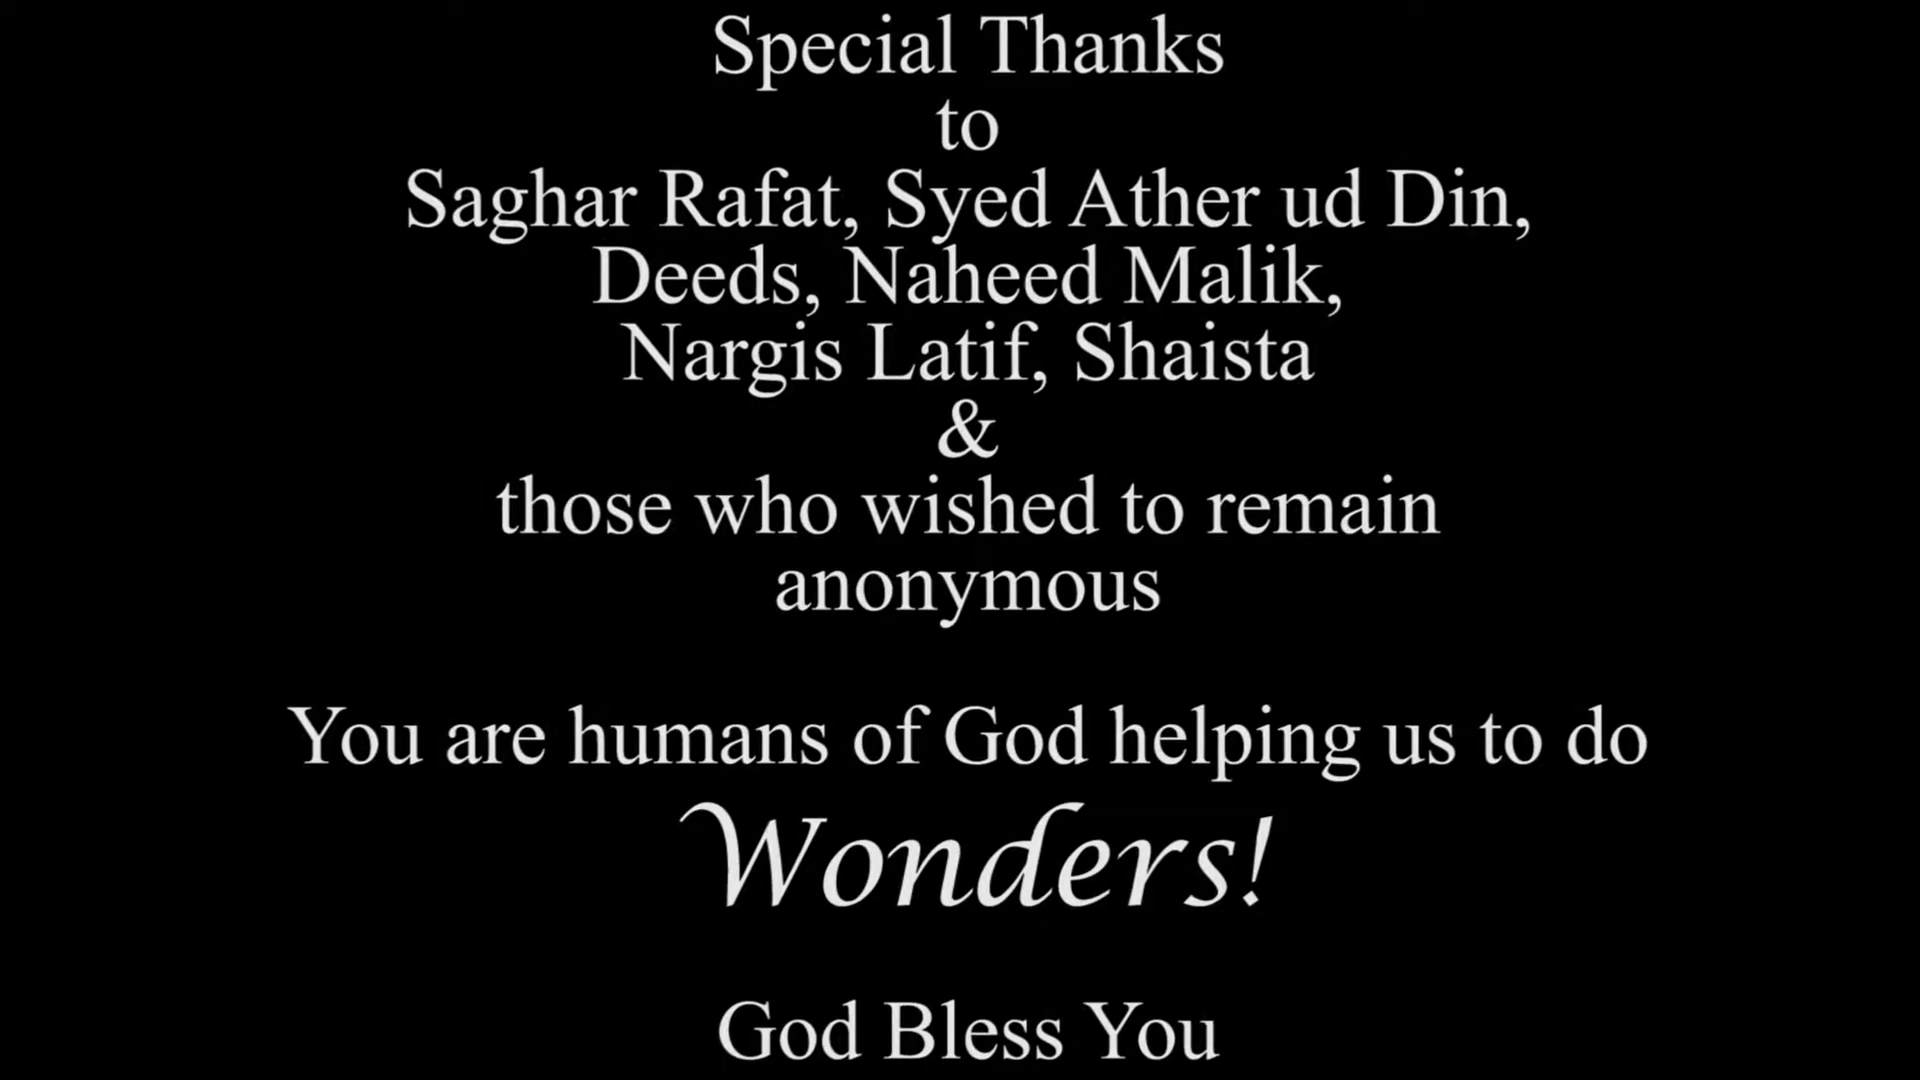 Special Thanks
to
Saghar Rafat, Syed Ather ud Din,
Deeds, Naheed Malik,
Nargis Latif, Shaista
&
those who wished to remain
anonymous
You are humans of God helping us to do
Wonders!
God Bless You